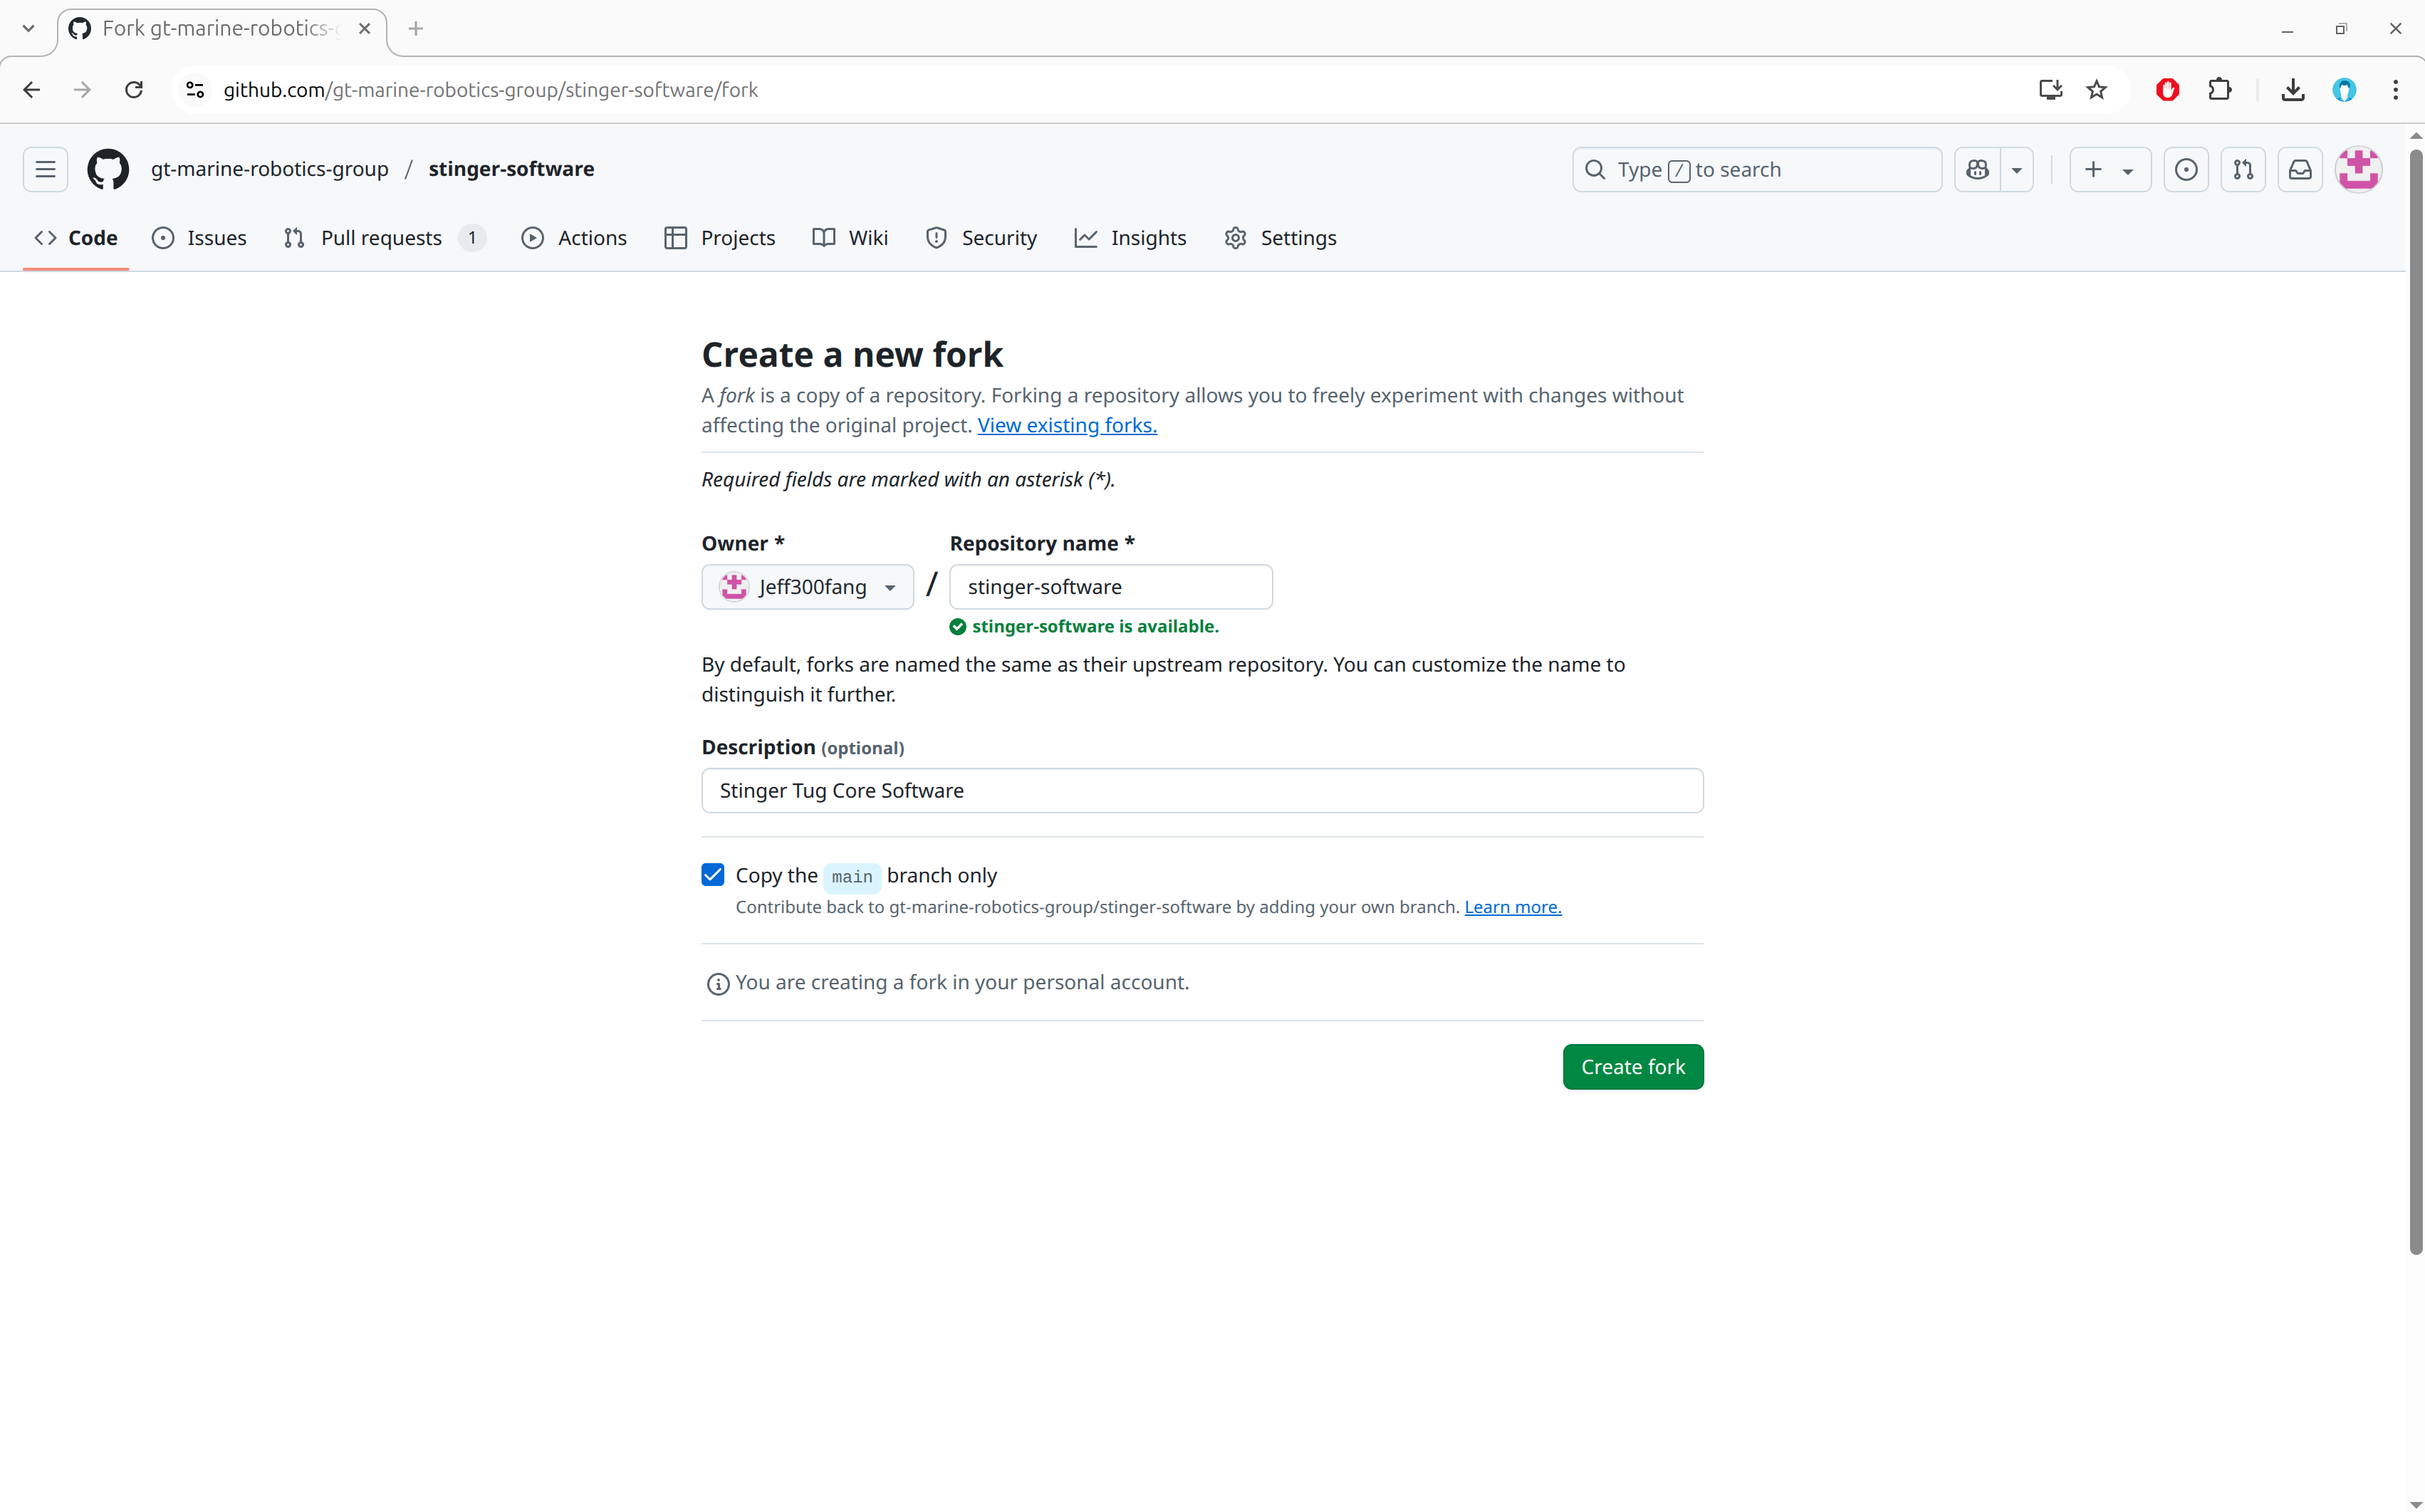 Fork gt-marine-robotics-
github.com/gt-marine-robotics-group/stinger-software/fork
gt-marine-robotics-group / stinger-software
Type / to search
Code Issues Pull requests 1 Actions Projects Wiki Security Insights Settings
Create a new fork
A fork is a copy of a repository. Forking a repository allows you to freely experiment with changes without
affecting the original project. View existing forks.
Required fields are marked with an asterisk (*).
Owner * Repository name *
Jeff300fang / stinger-software
stinger-software is available.
By default, forks are named the same as their upstream repository. You can customize the name to
distinguish it further.
Description (optional)
Stinger Tug Core Software
Copy the main branch only
Contribute back to gt-marine-robotics-group/stinger-software by adding your own branch. Learn more.
You are creating a fork in your personal account.
Create fork